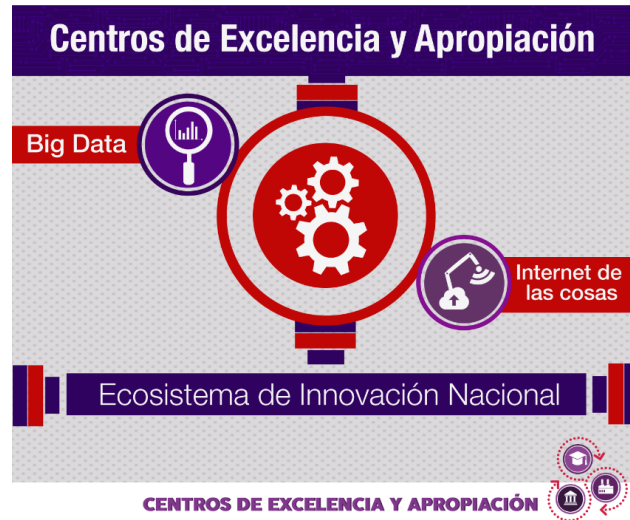 Centros de Excelencia y Apropiación
Big Data
Internet de
las cosas
Ecosistema de Innovación Nacional
CENTROS DE EXCELENCIA Y APROPIACIÓN